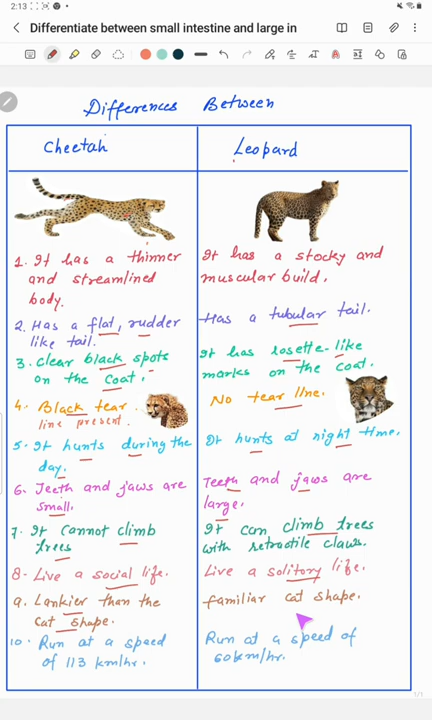 2:13
Differentiate between small intestine and large in
Differences Between
Cheetah
Leopard
1. It has a thinner
and streamlined
body.
It has a stocky and
muscular build.
2. Has a flat, rudder
like tail.
Has a tubular tail.
3. Clear black spots
on the coat.
It has rosette-like
marks on the coat.
4. Black tear
line present.
No tear line.
5. It hunts during the
day.
It hunts at night time.
6. Teeth and jaws are
small.
Teeth and jaws are
large.
7. It cannot climb
trees
It can climb trees
with retractile claws.
8- Live a social life.
Live a solitory life.
9. Lankier than the
cat shape.
familiar cat shape.
10. Run at a speed
of 113 km/hr.
Run at a speed of
60km/hr.
1/1